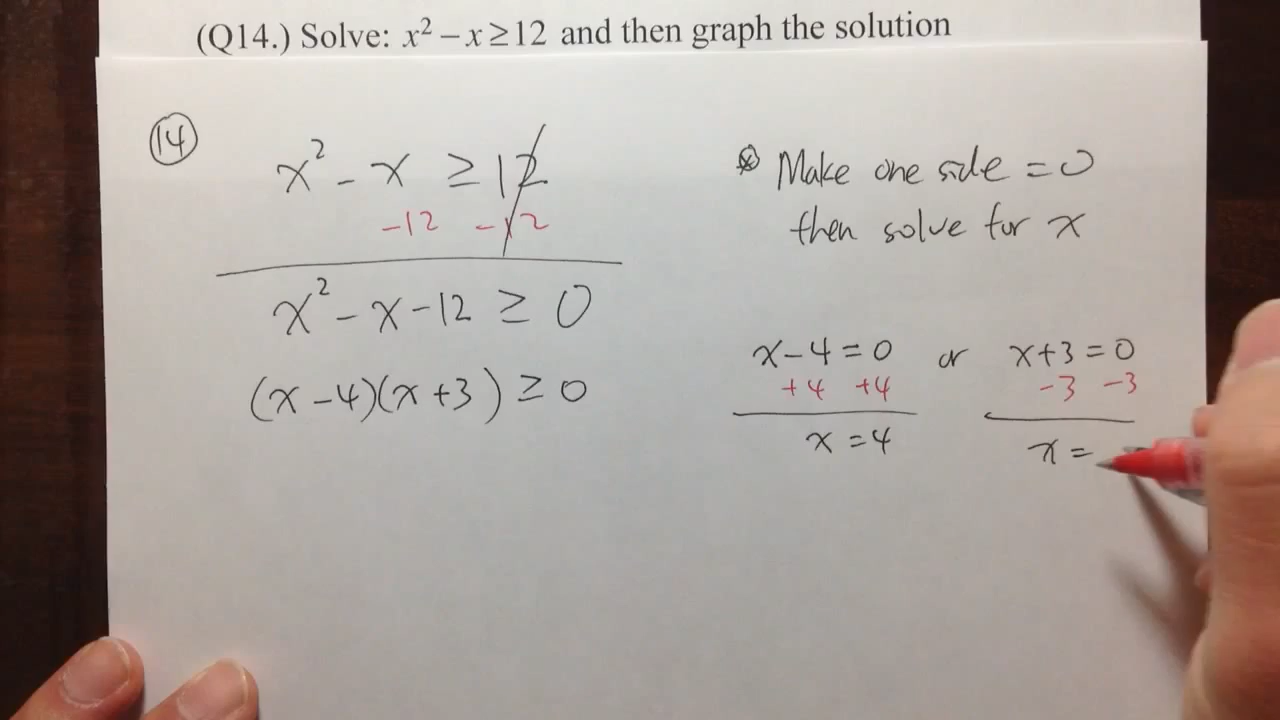 (Q14.) Solve: x² – x ≥ 12 and then graph the solution
14
x² - x ≥ 12
-12 -12
x² - x - 12 ≥ 0
(x - 4)(x + 3) ≥ 0
Make one side = 0
then solve for x
x - 4 = 0 or x + 3 = 0
+4 +4 -3 -3
x = 4 x =